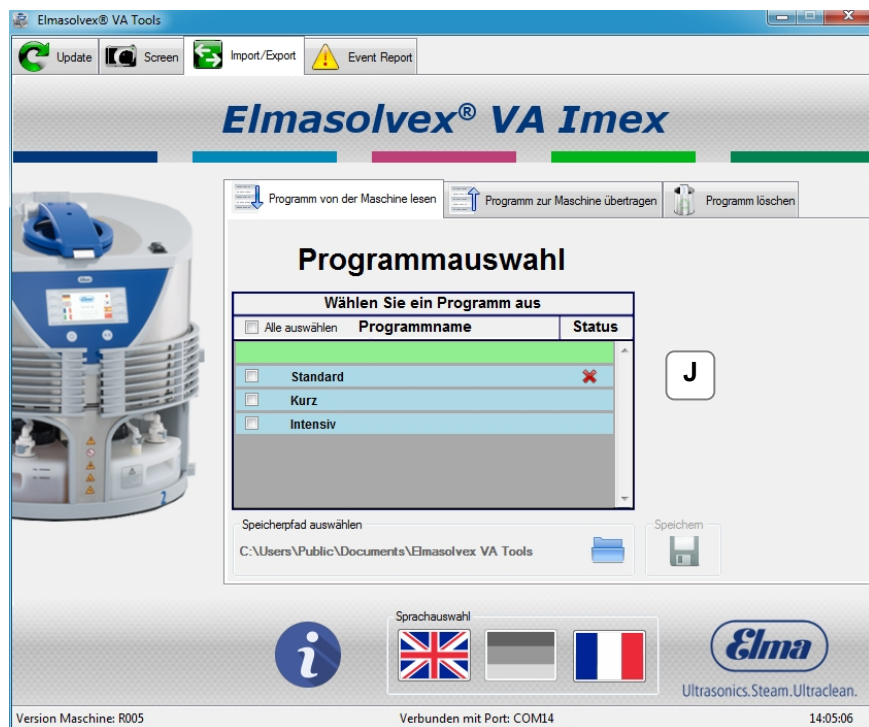 Elmasolvex® VA Tools
Update
Screen
Import/Export
Event Report
Elmasolvex® VA Imex
Programm von der Maschine lesen
Programm zur Maschine übertragen
Programm löschen
Programmauswahl
Wählen Sie ein Programm aus
Alle auswählen Programmname Status
Standard
Kurz
Intensiv
J
Speicherpfad auswählen
Speichern
C:\Users\Public\Documents\Elmasolvex VA Tools
Sprachauswahl
i
Elma
Ultrasonics.Steam.Ultraclean.
Version Maschine: R005
Verbunden mit Port: COM14
14:05:06
Elma
2